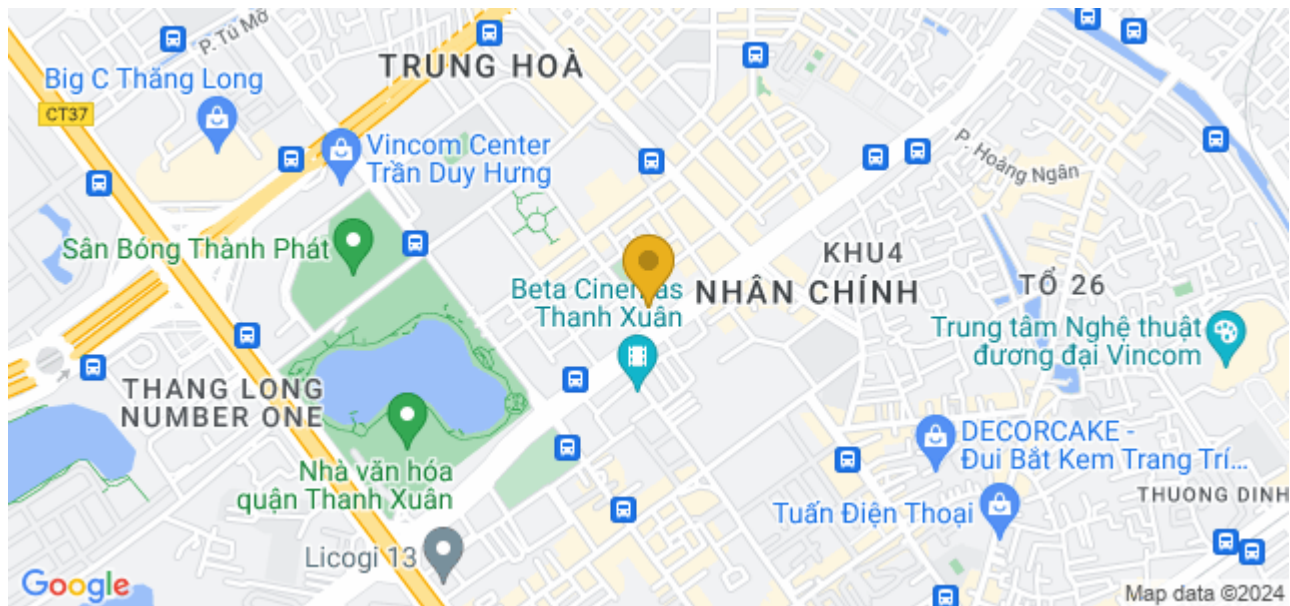 P. Tú Mỡ
TRUNG HOÀ
Big C Thăng Long
CT37
Vincom Center
Trần Duy Hưng
P. Hoàng Ngân
Sân Bóng Thành Phát
KHU4
Beta Cinemas
Thanh Xuân
NHÂN CHÍNH
TỔ 26
Trung tâm Nghệ thuật
đương đại Vincom
THANG LONG
NUMBER ONE
DECORCAKE -
Đui Bắt Kem Trang Trí...
Nhà văn hóa
quận Thanh Xuân
THUONG DINH
Tuấn Điện Thoại
Licogi 13
Google
Map data ©2024